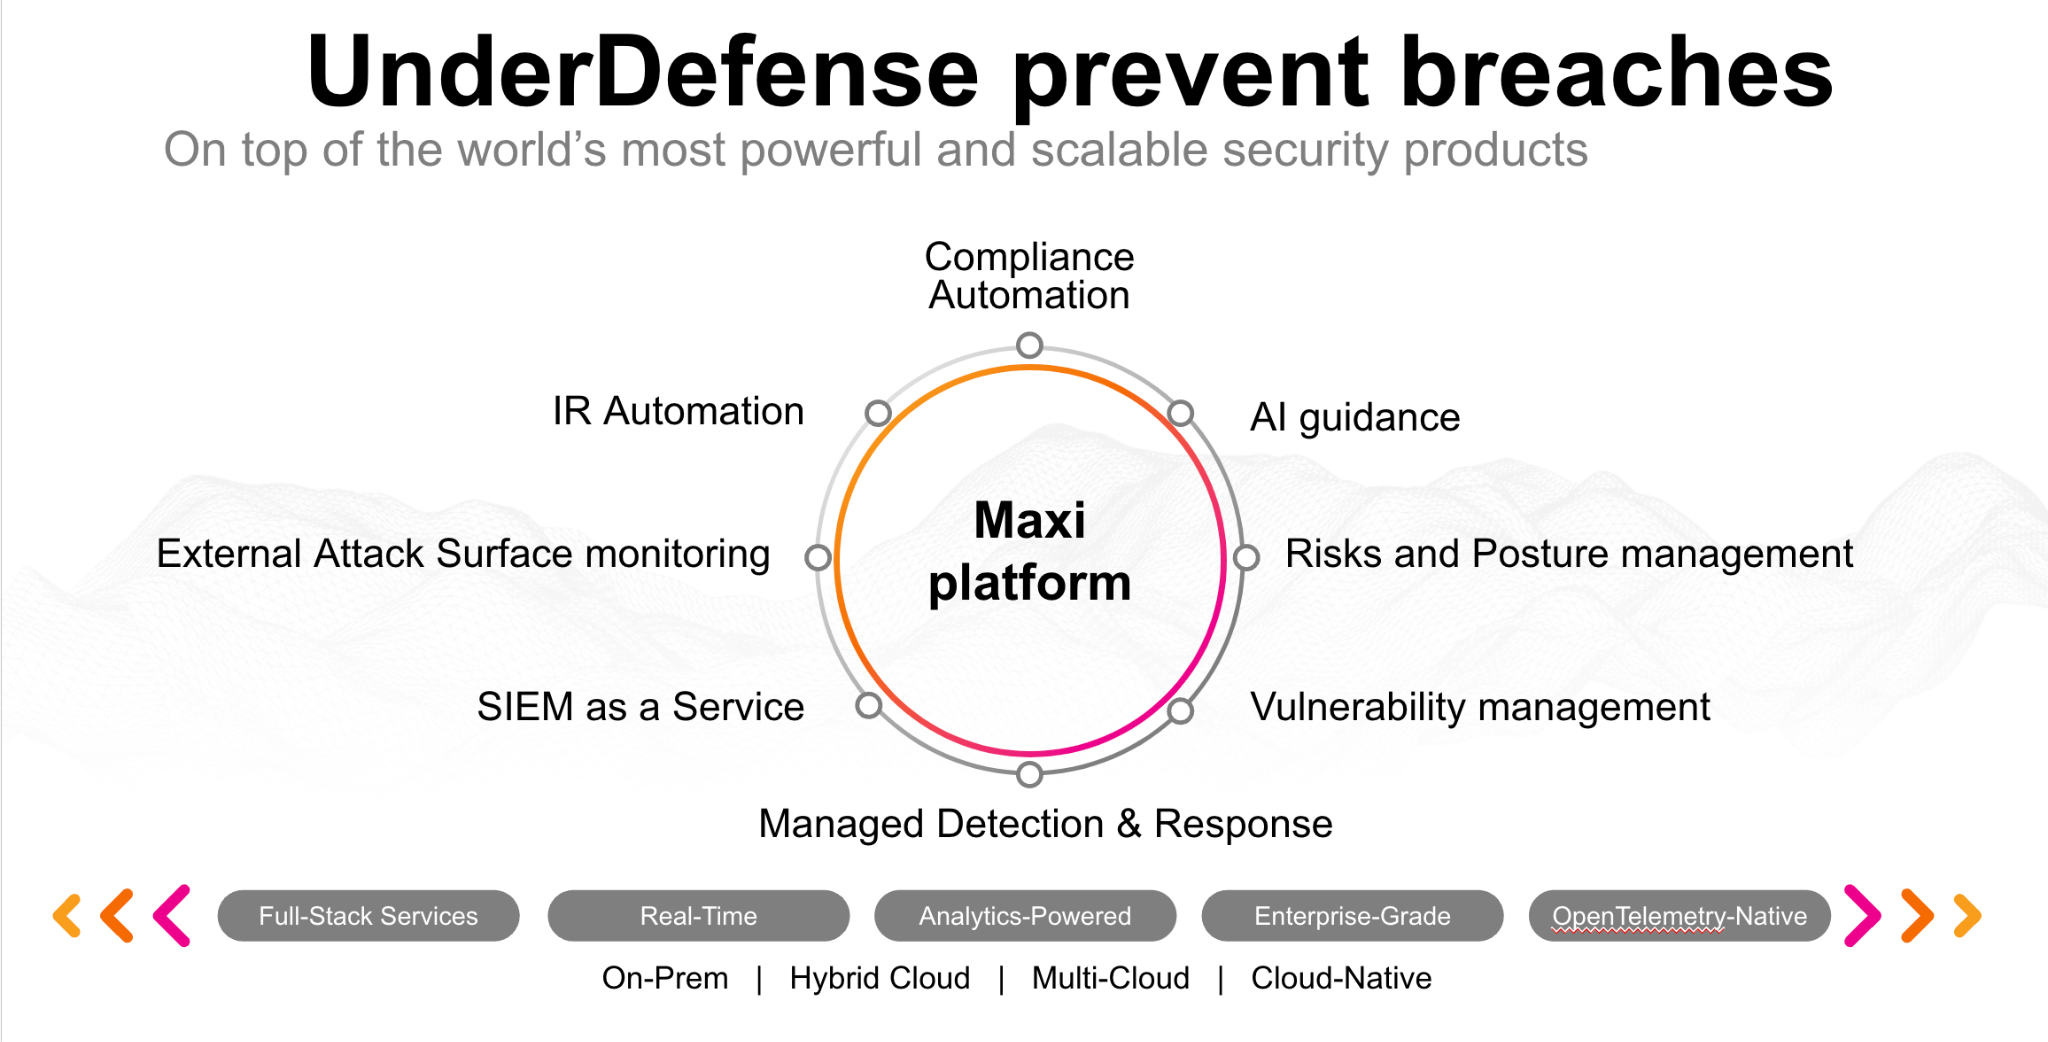 UnderDefense prevent breaches
On top of the world’s most powerful and scalable security products
Compliance
Automation
IR Automation
AI guidance
Maxi
platform
External Attack Surface monitoring
Risks and Posture management
SIEM as a Service
Vulnerability management
Managed Detection & Response
Full-Stack Services
Real-Time
Analytics-Powered
Enterprise-Grade
OpenTelemetry-Native
On-Prem | Hybrid Cloud | Multi-Cloud | Cloud-Native